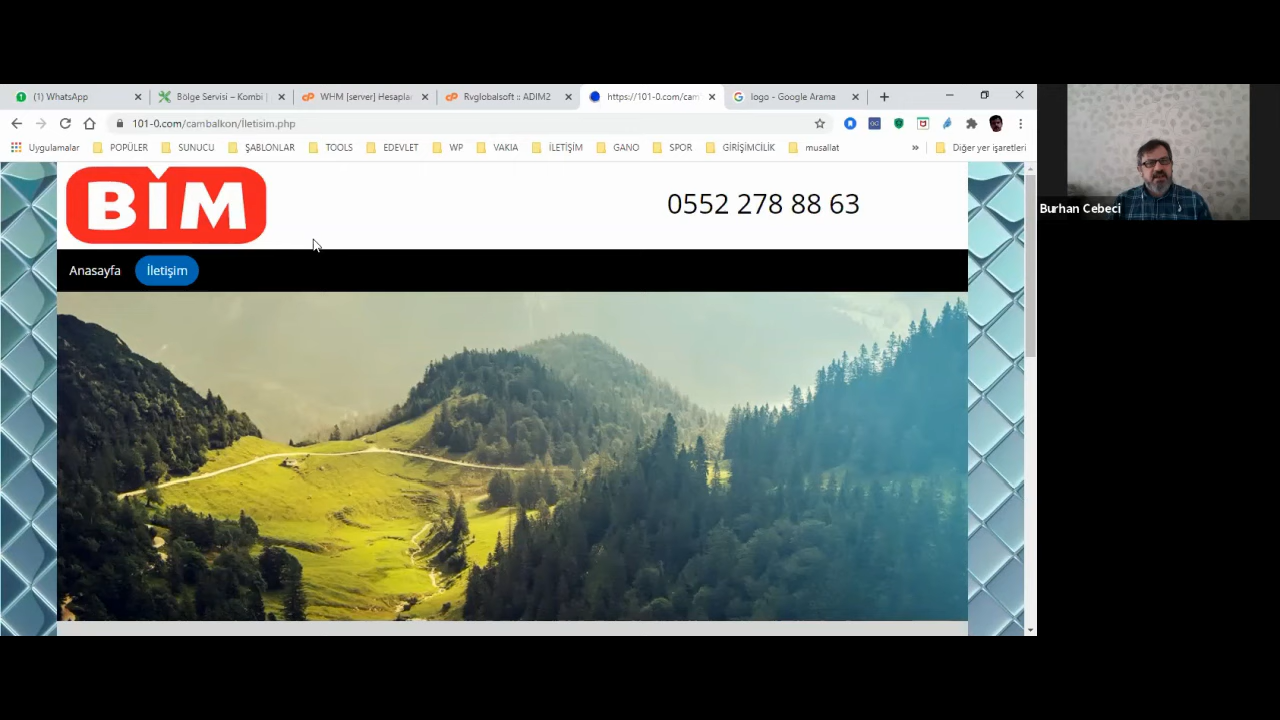 (1) WhatsApp
Bölge Servisi – Kombi
WHM [server] Hesapla
Rvglobalsoft :: ADIM2
https://101-0.com/cam
logo - Google Arama
101-0.com/cambalkon/İletisim.php
Uygulamalar POPÜLER SUNUCU ŞABLONLAR TOOLS EDEVLET WP VAKIA İLETİŞİM GANO SPOR GİRİŞİMCİLİK musallat » Diğer yer işaretleri
BİM
0552 278 88 63
Anasayfa İletişim
Burhan Cebeci